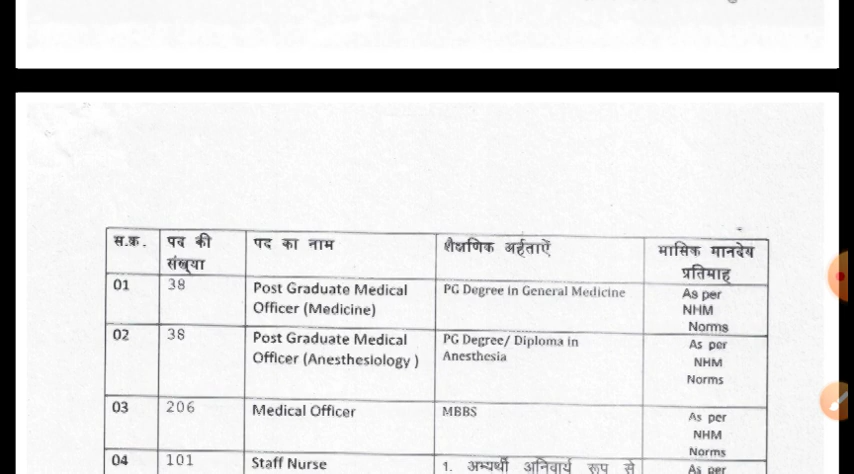 स.क्र. पद की संख्या पद का नाम शैक्षणिक अर्हताऐं मासिक मानदेय प्रतिमाह
01 38 Post Graduate Medical Officer (Medicine) PG Degree in General Medicine As per NHM Norms
02 38 Post Graduate Medical Officer (Anesthesiology) PG Degree/ Diploma in Anesthesia As per NHM Norms
03 206 Medical Officer MBBS As per NHM Norms
04 101 Staff Nurse 1. अभ्यर्थी अनिवार्य रूप से As per